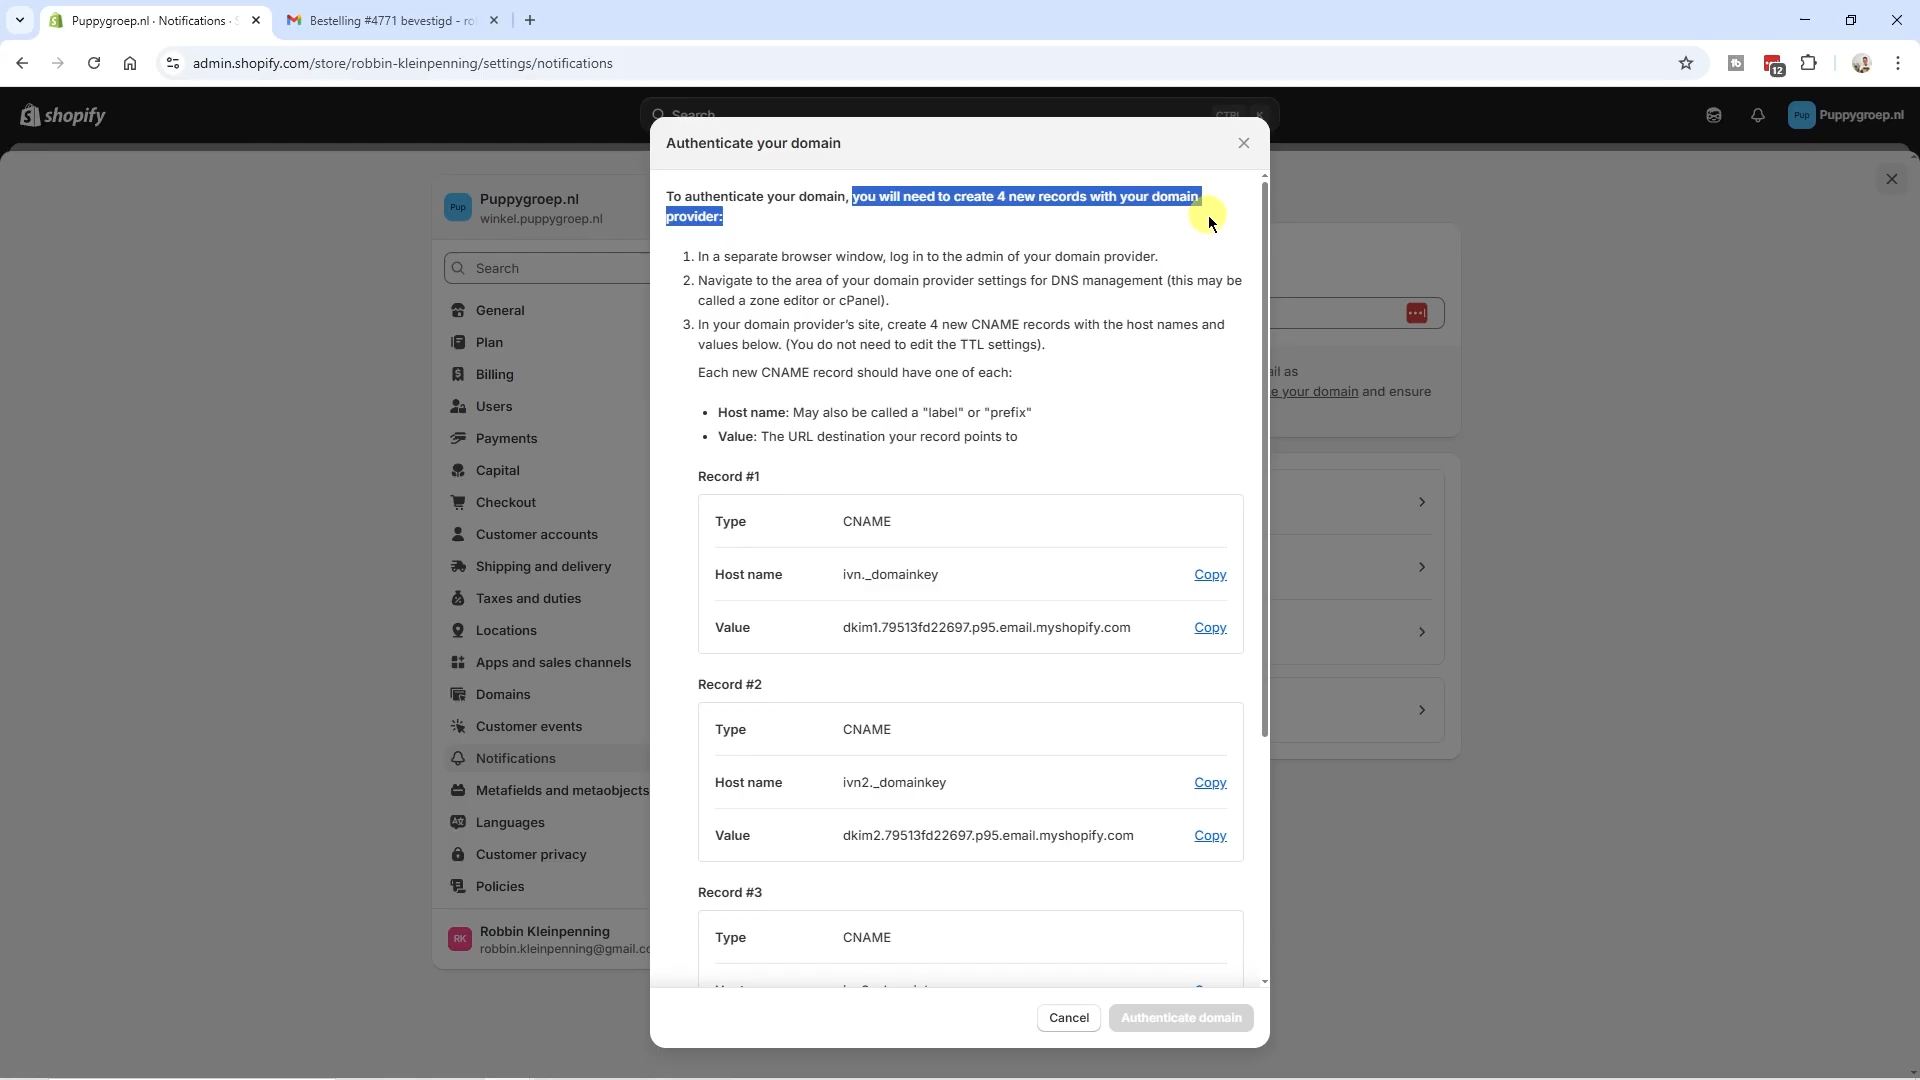 Puppygroep.nl · Notifications ·
Bestelling #4771 bevestigd - ro
admin.shopify.com/store/robbin-kleinpenning/settings/notifications
12
shopify
Search
CTRL K
Pup
Puppygroep.nl
Authenticate your domain
Pup
Puppygroep.nl
winkel.puppygroep.nl
Search
General
Plan
Billing
Users
Payments
Capital
Checkout
Customer accounts
Shipping and delivery
Taxes and duties
Locations
Apps and sales channels
Domains
Customer events
Notifications
Metafields and metaobjects
Languages
Customer privacy
Policies
RK
Robbin Kleinpenning
robbin.kleinpenning@gmail.co
To authenticate your domain, you will need to create 4 new records with your domain
provider:
1. In a separate browser window, log in to the admin of your domain provider.
2. Navigate to the area of your domain provider settings for DNS management (this may be
called a zone editor or cPanel).
3. In your domain provider's site, create 4 new CNAME records with the host names and
values below. (You do not need to edit the TTL settings).
Each new CNAME record should have one of each:
• Host name: May also be called a "label" or "prefix"
• Value: The URL destination your record points to
Record #1
Type CNAME
Host name ivn._domainkey Copy
Value dkim1.79513fd22697.p95.email.myshopify.com Copy
Record #2
Type CNAME
Host name ivn2._domainkey Copy
Value dkim2.79513fd22697.p95.email.myshopify.com Copy
Record #3
Type CNAME
Cancel
Authenticate domain
ail as
e your domain and ensure